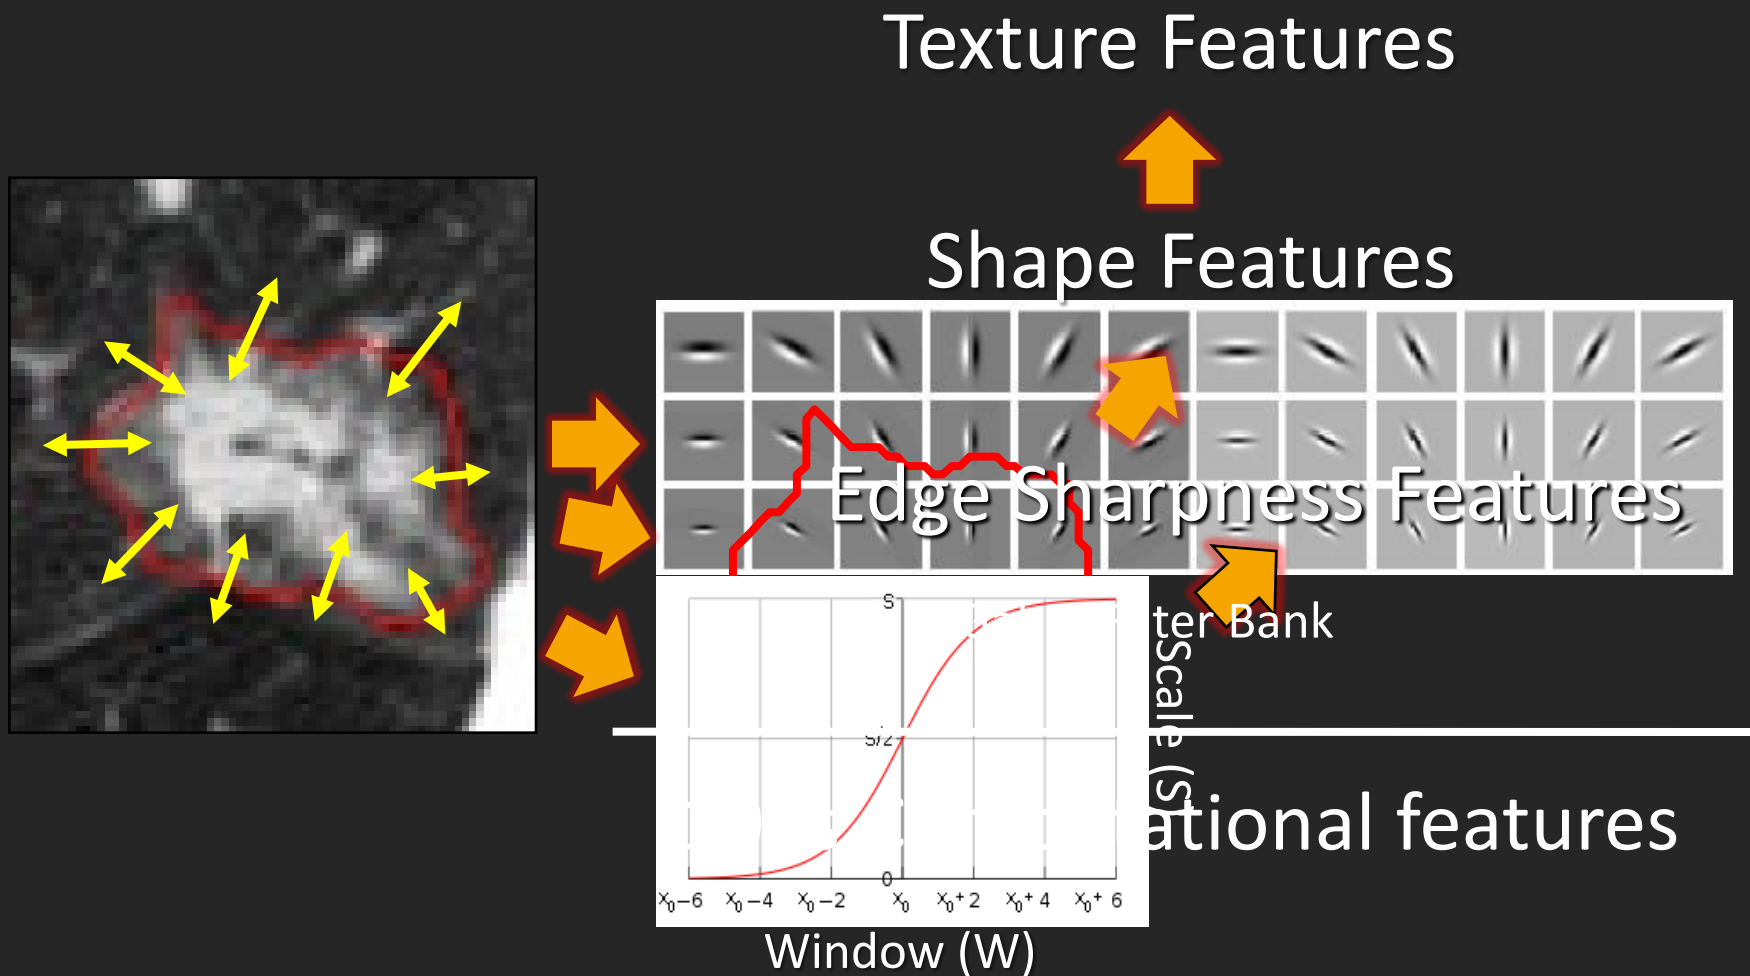 Texture Features
Shape Features
Edge Sharpness Features
ter Bank
Scale (S)
ational features
S
S/2
0
x0−6 x0−4 x0−2 x0 x0+2 x0+4 x0+6
Window (W)